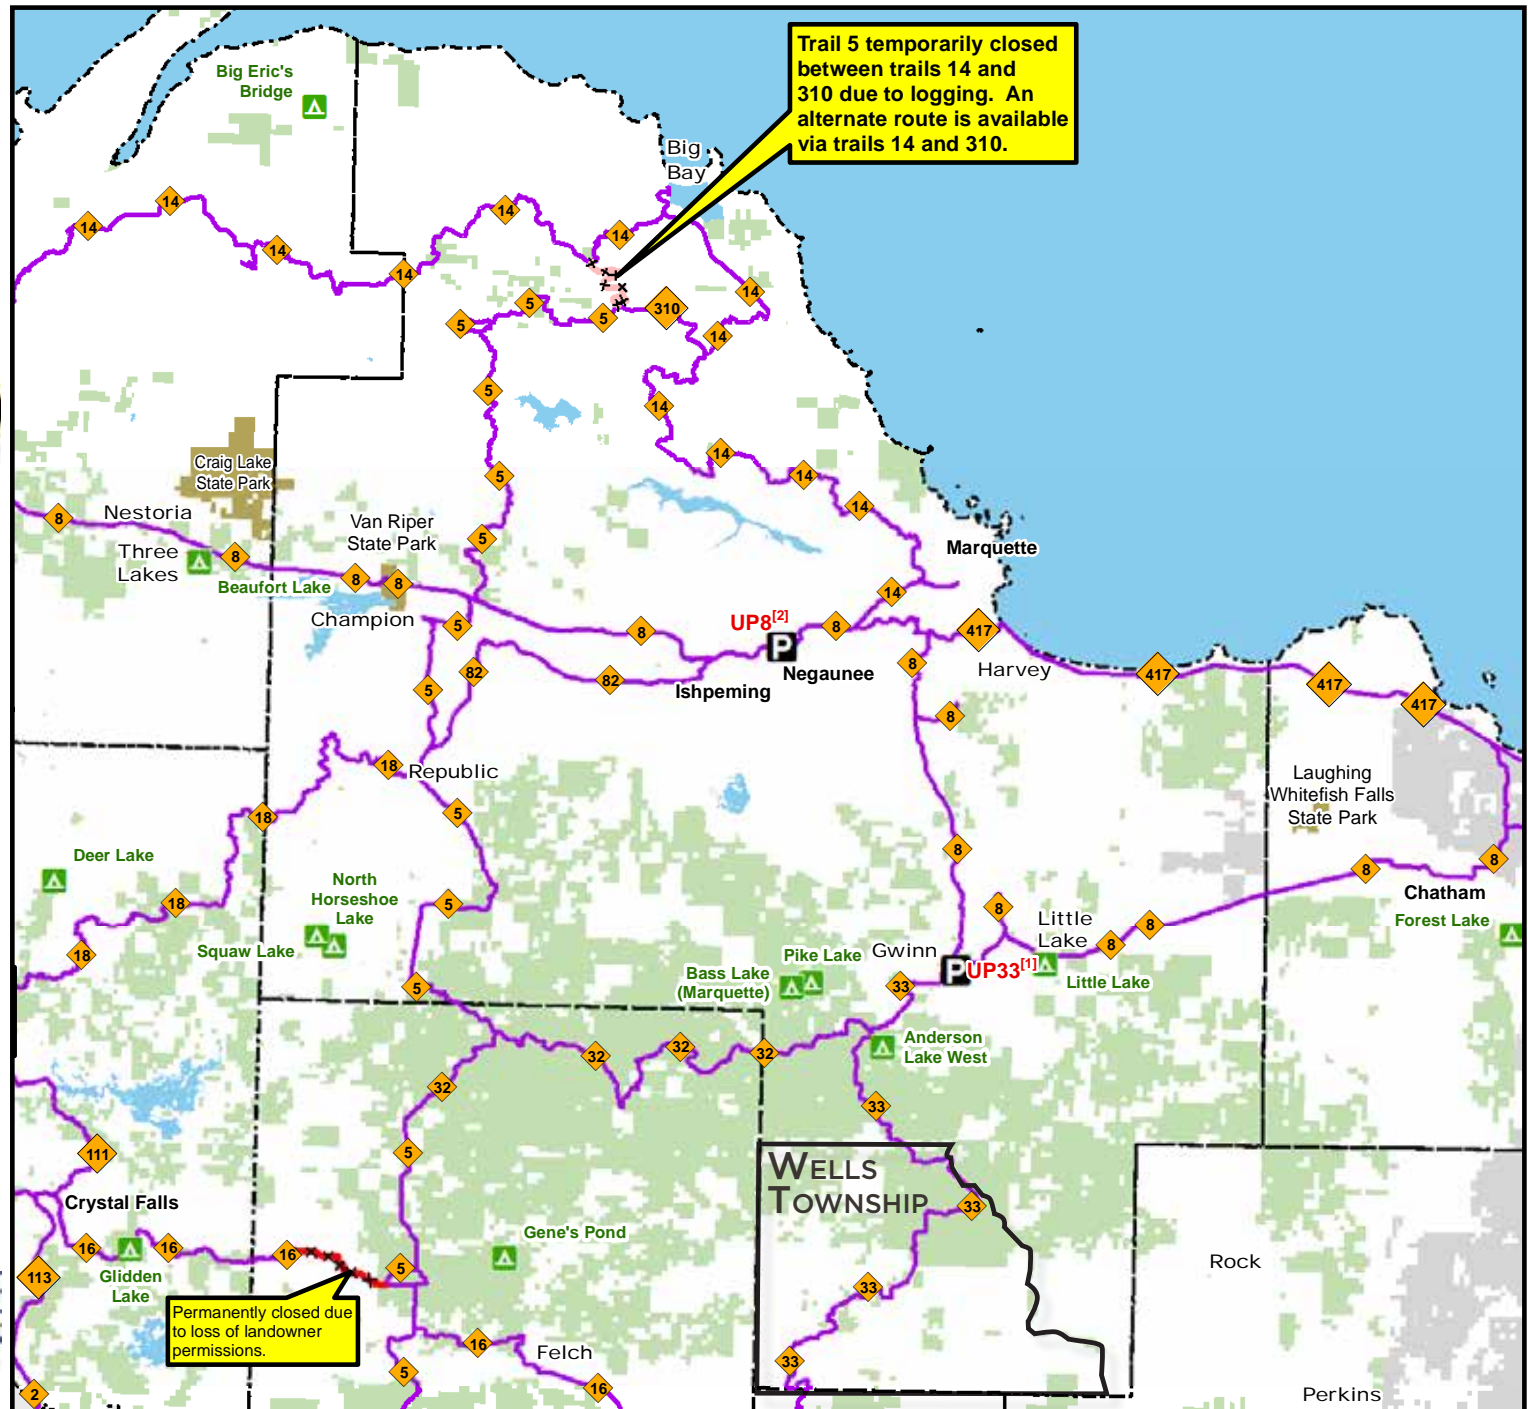 Trail 5 temporarily closed
between trails 14 and
310 due to logging.  An
alternate route is available
via trails 14 and 310.
Big Eric's
Bridge
Big
Bay
14
14
14
14
14
14
14
14
5
5
5
310
5
14
14
14
14
5
5
Craig Lake
State Park
Nestoria
8
Three
Lakes
8
Beaufort Lake
Van Riper
State Park
8
8
Champion
5
8
UP8[2]
P
8
Negaunee
14
Marquette
417
Harvey
417
417
417
5
82
82
Ishpeming
8
8
18
Republic
18
5
Laughing
Whitefish Falls
State Park
Deer Lake
18
18
North
Horseshoe
Lake
Squaw Lake
5
5
8
8
8
8
8
8
Chatham
Forest Lake
Little
Lake
Gwinn
P
UP33[1]
Little Lake
Pike Lake
Bass Lake
(Marquette)
33
Anderson
Lake West
32
32
32
32
33
5
111
Crystal Falls
16
16
Glidden
Lake
16
5
113
Permanently closed due
to loss of landowner
permissions.
Gene's Pond
WELLS
TOWNSHIP
33
33
33
Rock
16
Felch
16
5
2
Perkins